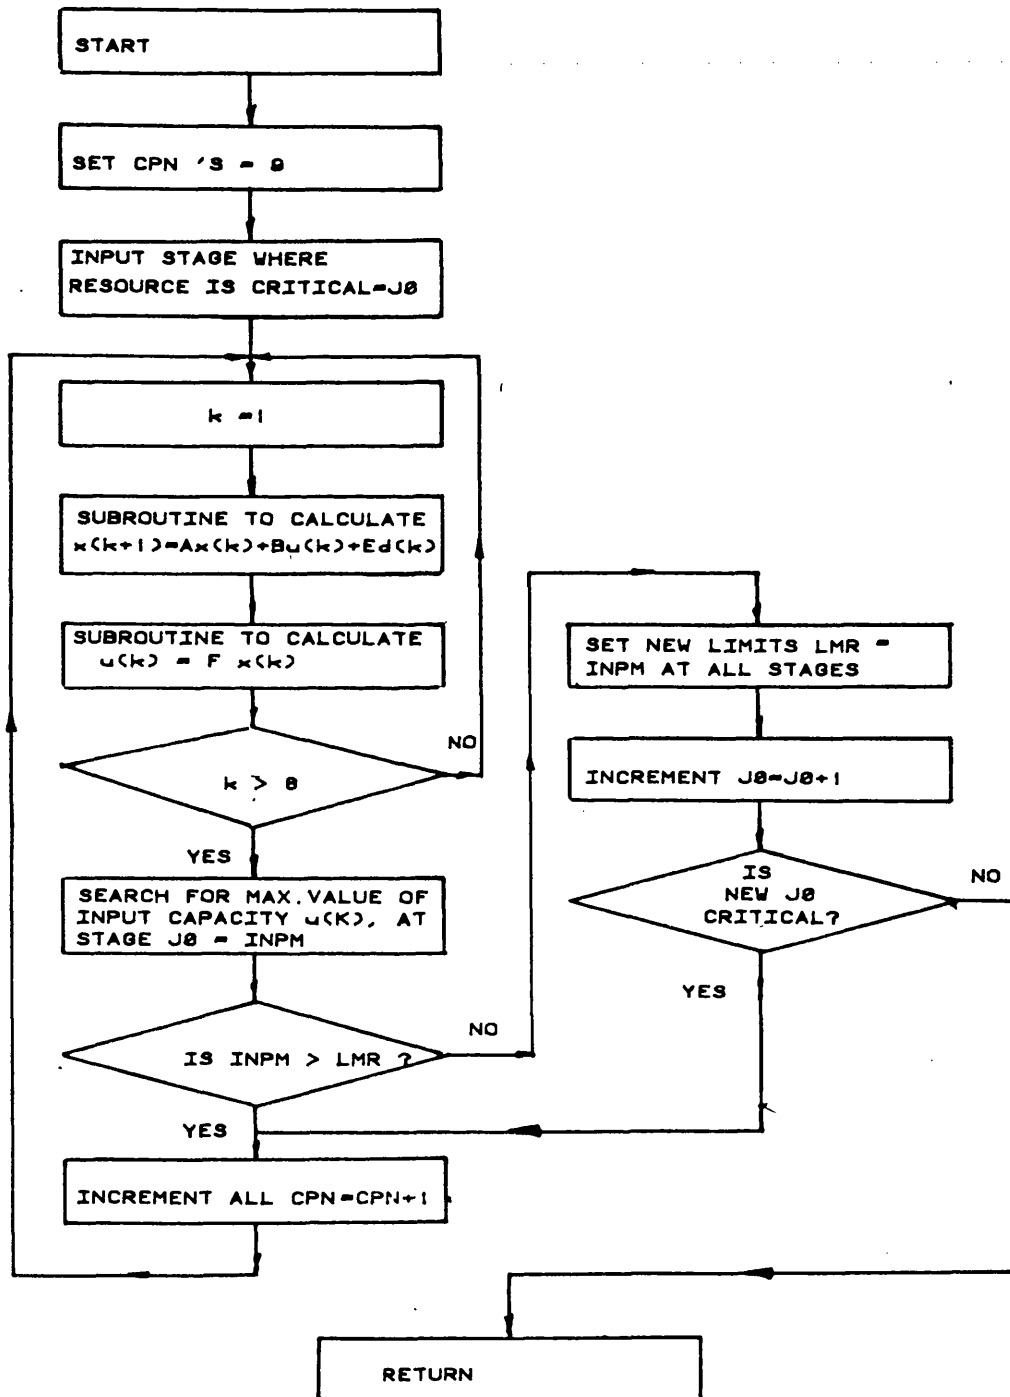 START
SET CPN 'S = 0
INPUT STAGE WHERE
RESOURCE IS CRITICAL=J0
k =1
SUBROUTINE TO CALCULATE
x(k+1)=Ax(k)+Bu(k)+Ed(k)
SUBROUTINE TO CALCULATE
u(k) = F x(k)
k > 8
NO
YES
SEARCH FOR MAX.VALUE OF
INPUT CAPACITY u(K), AT
STAGE J0 = INPM
IS INPM > LMR ?
NO
YES
INCREMENT ALL CPN=CPN+1
SET NEW LIMITS LMR =
INPM AT ALL STAGES
INCREMENT J0=J0+1
IS
NEW J0
CRITICAL?
NO
YES
RETURN